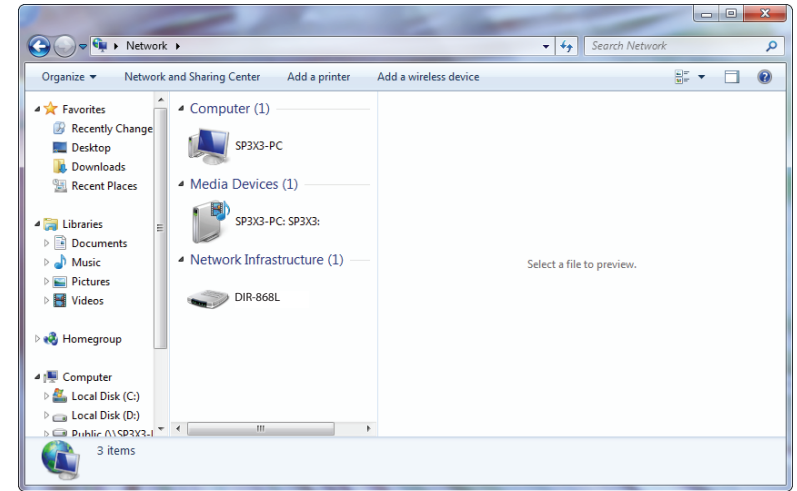 Network
Search Network
Organize
Network and Sharing Center
Add a printer
Add a wireless device
Favorites
Recently Change
Desktop
Downloads
Recent Places
Libraries
Documents
Music
Pictures
Videos
Homegroup
Computer
Local Disk (C:)
Local Disk (D:)
Public (\\SP3X3-
Computer (1)
SP3X3-PC
Media Devices (1)
SP3X3-PC: SP3X3:
Network Infrastructure (1)
DIR-868L
Select a file to preview.
3 items